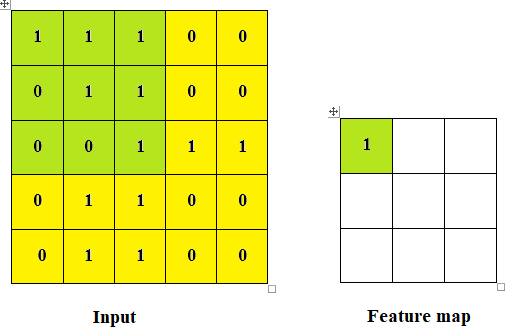 1 1 1 0 0
0 1 1 0 0
0 0 1 1 1
0 1 1 0 0
0 1 1 0 0
Input
1
Feature map